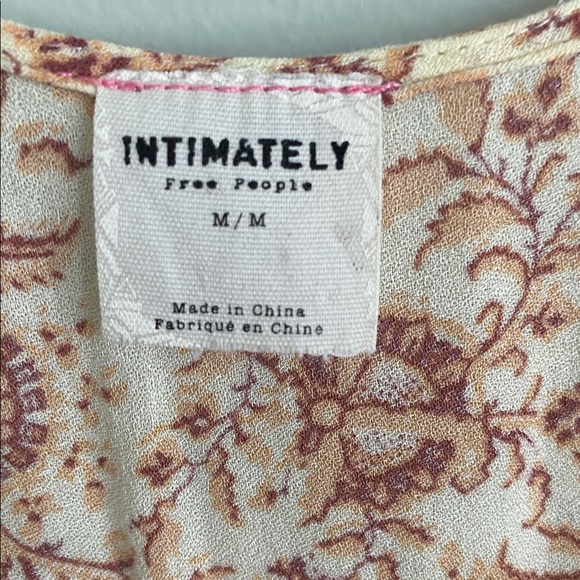 INTIMATELY
Free People
M/M
Made in China
Fabriqué en Chine